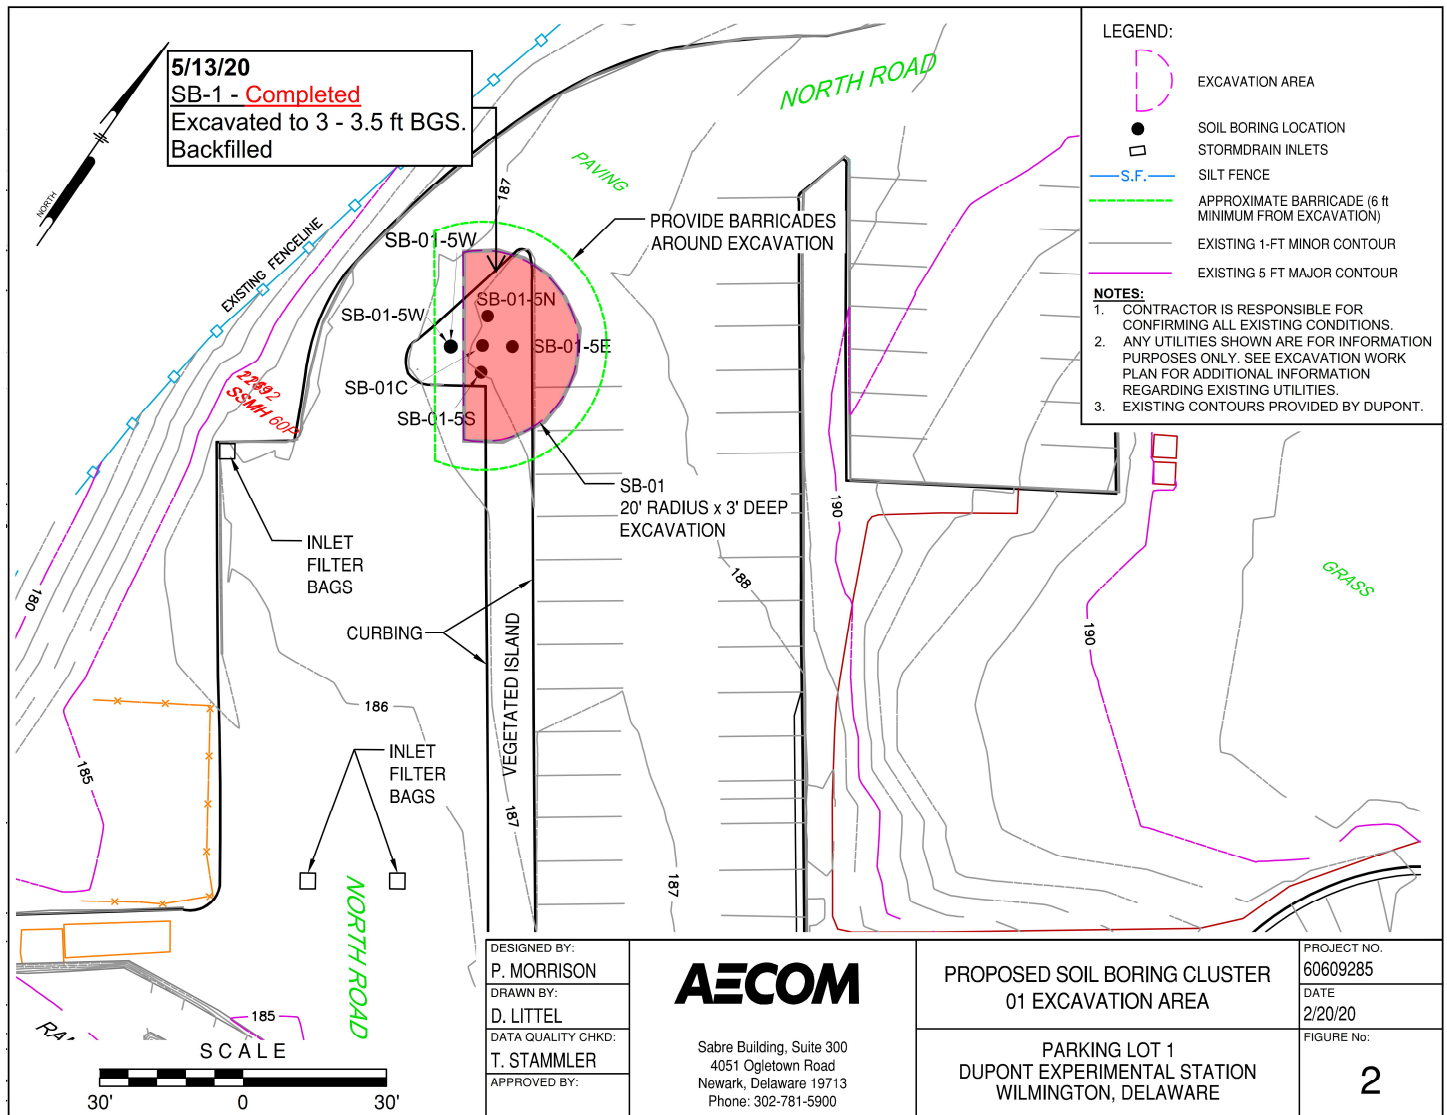 5/13/20
SB-1 - Completed
Excavated to 3 - 3.5 ft BGS.
Backfilled
NORTH
EXISTING FENCELINE
NORTH ROAD
PAVING
187
PROVIDE BARRICADES
AROUND EXCAVATION
SB-01-5W
SB-01-5N
SB-01-5W
SB-01-5E
SB-01C
SB-01-5S
SSMH 60P
SB-01
20' RADIUS x 3' DEEP
EXCAVATION
INLET
FILTER
BAGS
CURBING
VEGETATED ISLAND
180
185
186
187
188
187
190
190
GRASS
INLET
FILTER
BAGS
NORTH ROAD
185
SCALE
30'
0
30'
LEGEND:
EXCAVATION AREA
SOIL BORING LOCATION
STORMDRAIN INLETS
S.F.
SILT FENCE
APPROXIMATE BARRICADE (6 ft
MINIMUM FROM EXCAVATION)
EXISTING 1-FT MINOR CONTOUR
EXISTING 5 FT MAJOR CONTOUR
NOTES:
1. CONTRACTOR IS RESPONSIBLE FOR
CONFIRMING ALL EXISTING CONDITIONS.
2. ANY UTILITIES SHOWN ARE FOR INFORMATION
PURPOSES ONLY. SEE EXCAVATION WORK
PLAN FOR ADDITIONAL INFORMATION
REGARDING EXISTING UTILITIES.
3. EXISTING CONTOURS PROVIDED BY DUPONT.
DESIGNED BY:
P. MORRISON
DRAWN BY:
D. LITTEL
DATA QUALITY CHKD:
T. STAMMLER
APPROVED BY:
AECOM
Sabre Building, Suite 300
4051 Ogletown Road
Newark, Delaware 19713
Phone: 302-781-5900
PROPOSED SOIL BORING CLUSTER
01 EXCAVATION AREA
PARKING LOT 1
DUPONT EXPERIMENTAL STATION
WILMINGTON, DELAWARE
PROJECT NO.
60609285
DATE
2/20/20
FIGURE No:
2